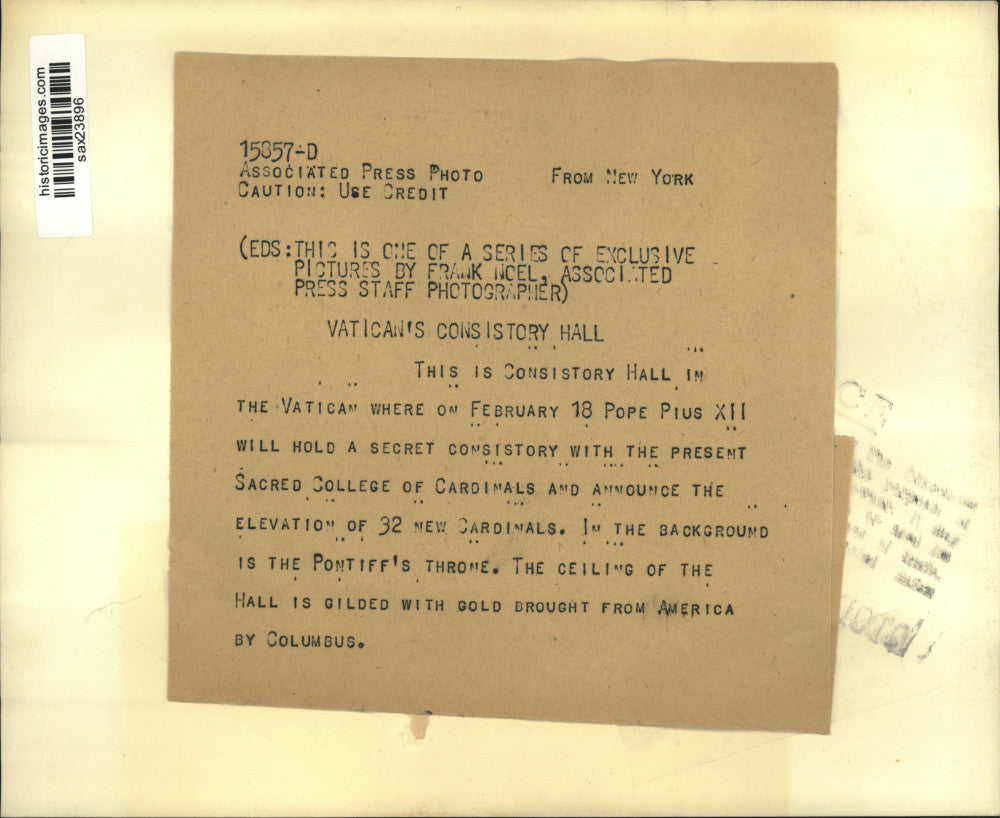 historicimages.com
sax23896
15857-D
ASSOCIATED PRESS PHOTO FROM NEW YORK
CAUTION: USE CREDIT
(EDS: THIS IS ONE OF A SERIES OF EXCLUSIVE
PICTURES BY FRANK NOEL, ASSOCIATED
PRESS STAFF PHOTOGRAPHER)
VATICAN'S CONSISTORY HALL
THIS IS CONSISTORY HALL IN
THE VATICAN WHERE ON FEBRUARY 18 POPE PIUS XII
WILL HOLD A SECRET CONSISTORY WITH THE PRESENT
SACRED COLLEGE OF CARDINALS AND ANNOUNCE THE
ELEVATION OF 32 NEW CARDINALS. IN THE BACKGROUND
IS THE PONTIFF'S THRONE. THE CEILING OF THE
HALL IS GILDED WITH GOLD BROUGHT FROM AMERICA
BY COLUMBUS.